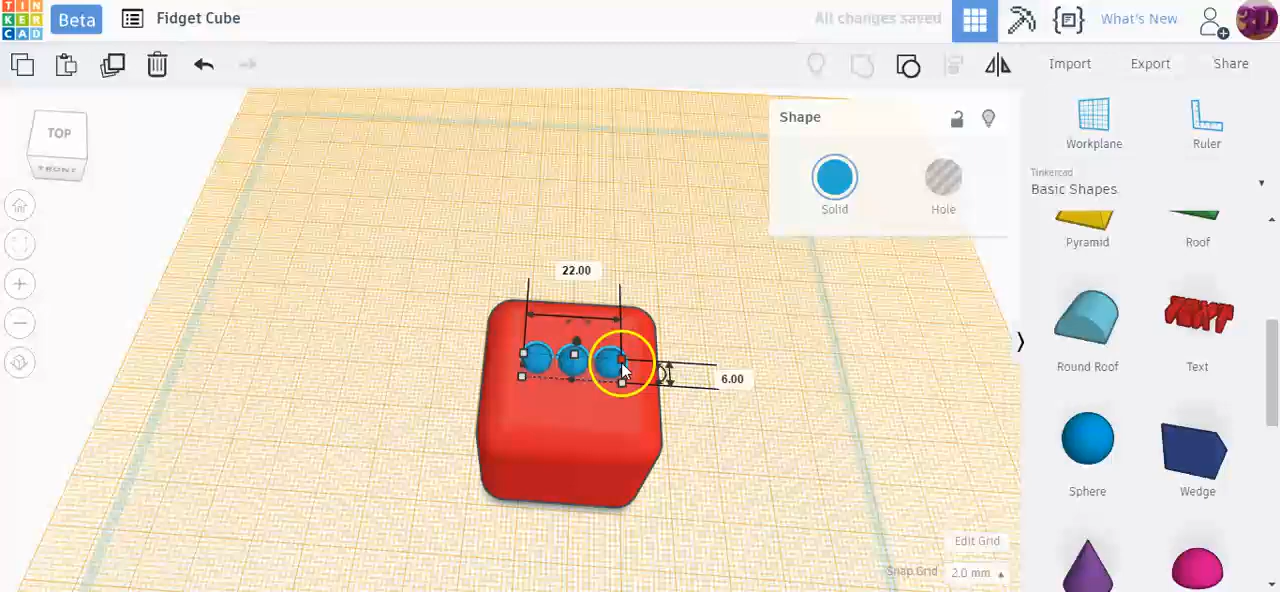 TIN
KER
CAD
Beta
Fidget Cube
All changes saved
What's New
Import
Export
Share
TOP
FRONT
Shape
Solid
Hole
Workplane
Ruler
Tinkercad
Basic Shapes
Pyramid
Roof
22.00
6.00
TEXT
Round Roof
Text
Sphere
Wedge
Edit Grid
Snap Grid
2.0 mm